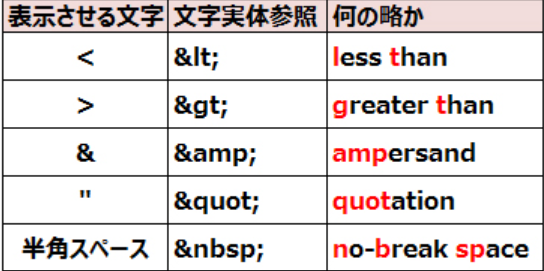 表示させる文字 文字実体参照 何の略か
< &lt; less than
> &gt; greater than
& &amp; ampersand
" &quot; quotation
半角スペース &nbsp; no-break space